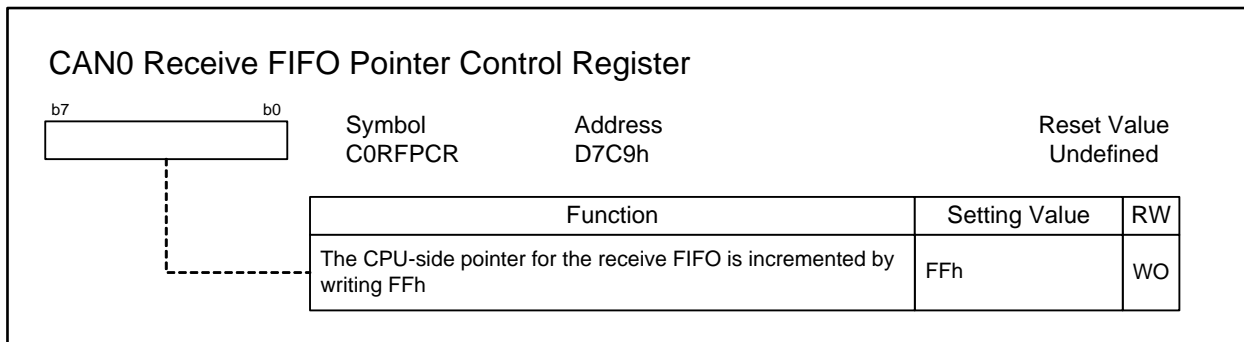 CAN0 Receive FIFO Pointer Control Register
b7 b0
Symbol Address Reset Value
C0RFPCR D7C9h Undefined
Function Setting Value RW
The CPU-side pointer for the receive FIFO is incremented by
writing FFh
FFh WO